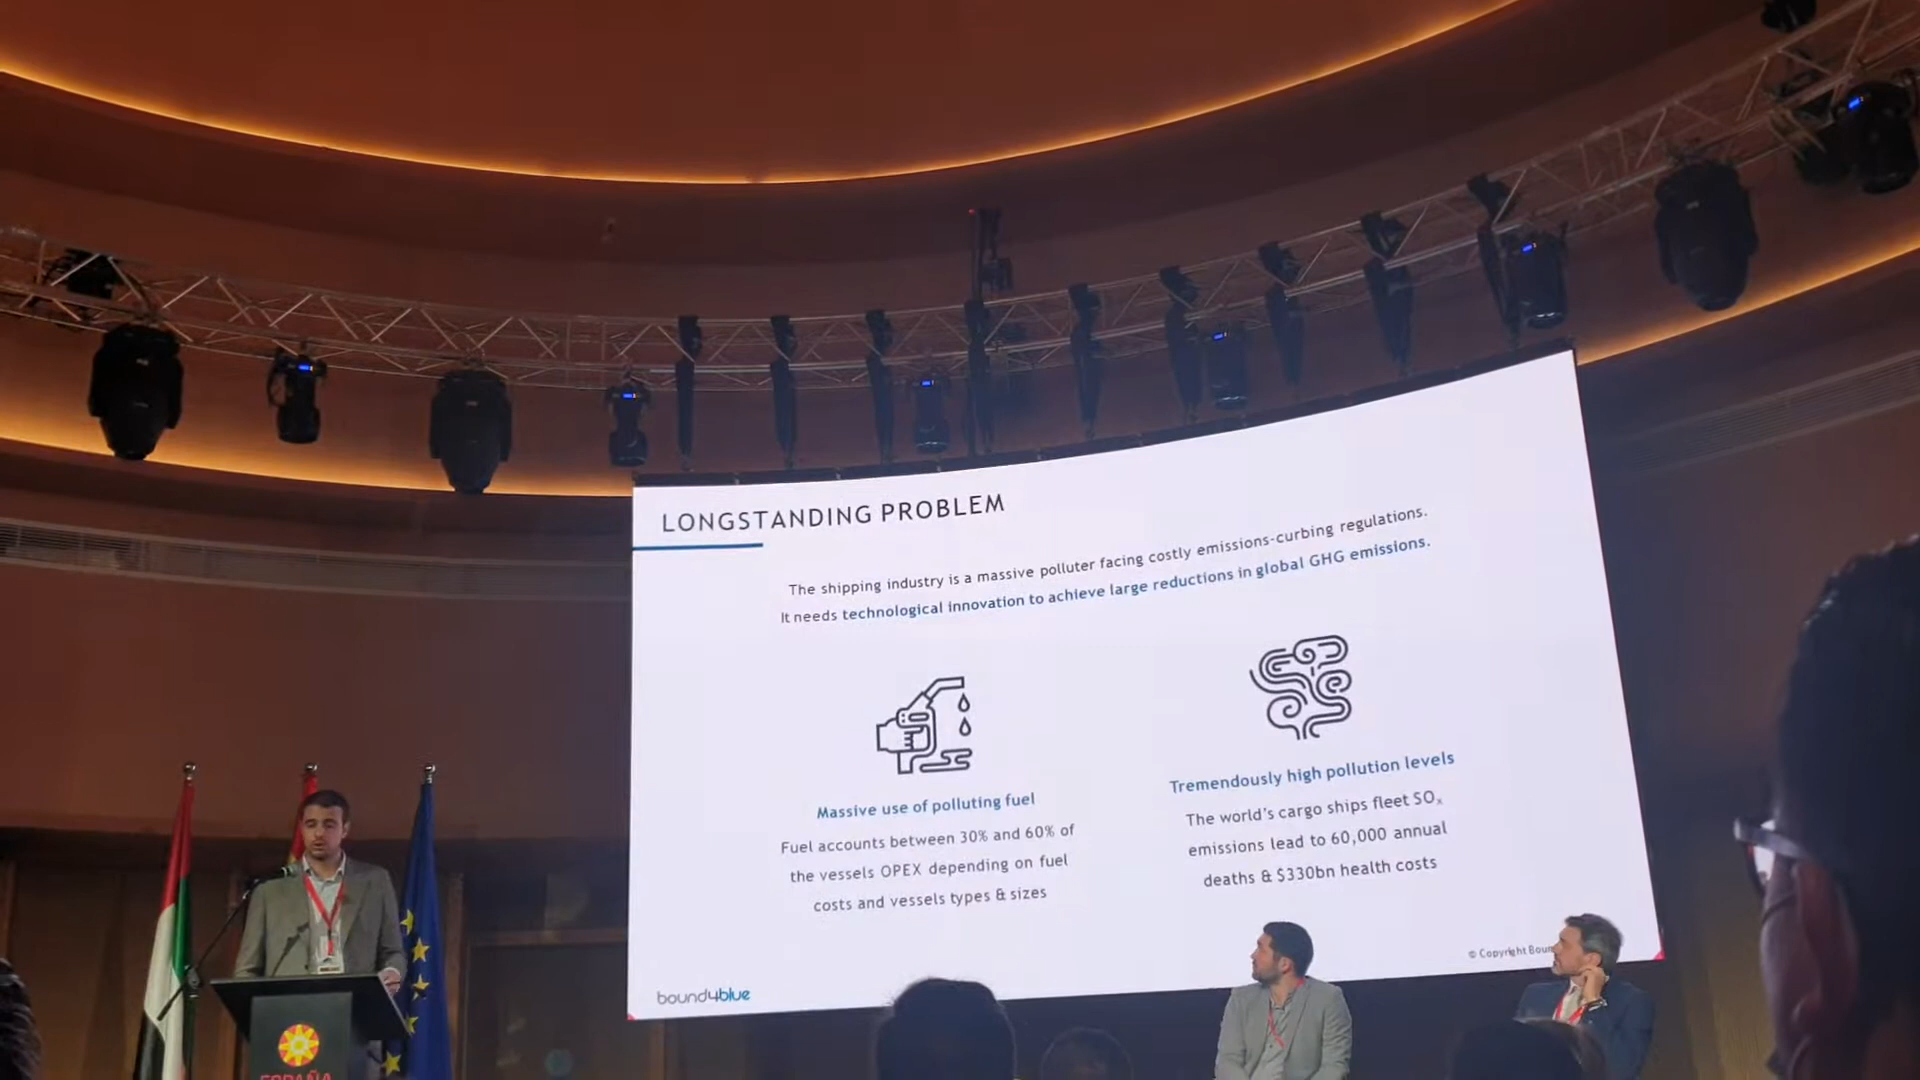 LONGSTANDING PROBLEM
The shipping industry is a massive polluter facing costly emissions-curbing regulations.
It needs technological innovation to achieve large reductions in global GHG emissions.
Massive use of polluting fuel
Fuel accounts between 30% and 60% of
the vessels OPEX depending on fuel
costs and vessels types & sizes
Tremendously high pollution levels
The world's cargo ships fleet SOₓ
emissions lead to 60,000 annual
deaths & $330bn health costs
© Copyright
bound4blue
ESPAÑA